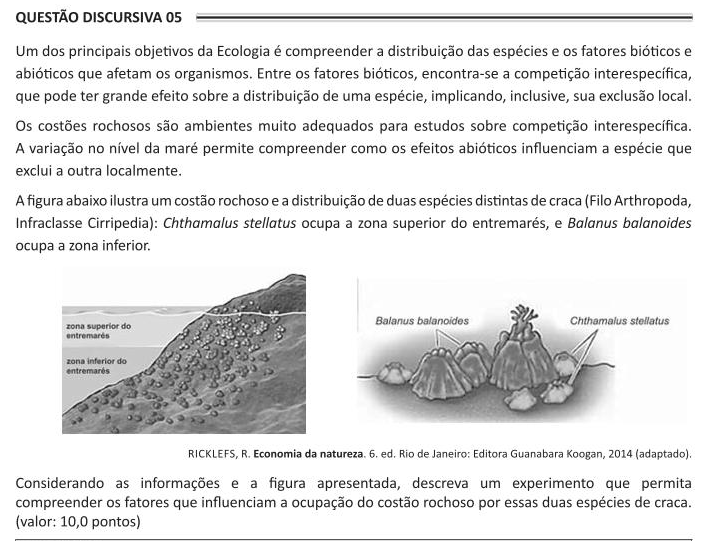 QUESTÃO DISCURSIVA 05
Um dos principais objetivos da Ecologia é compreender a distribuição das espécies e os fatores bióticos e
abióticos que afetam os organismos. Entre os fatores bióticos, encontra-se a competição interespecífica,
que pode ter grande efeito sobre a distribuição de uma espécie, implicando, inclusive, sua exclusão local.
Os costões rochosos são ambientes muito adequados para estudos sobre competição interespecífica.
A variação no nível da maré permite compreender como os efeitos abióticos influenciam a espécie que
exclui a outra localmente.
A figura abaixo ilustra um costão rochoso e a distribuição de duas espécies distintas de craca (Filo Arthropoda,
Infraclasse Cirripedia): Chthamalus stellatus ocupa a zona superior do entremarés, e Balanus balanoides
ocupa a zona inferior.
zona superior do
entremarés
zona inferior do
entremarés
Balanus balanoides
Chthamalus stellatus
RICKLEFS, R. Economia da natureza. 6. ed. Rio de Janeiro: Editora Guanabara Koogan, 2014 (adaptado).
Considerando as informações e a figura apresentada, descreva um experimento que permita
compreender os fatores que influenciam a ocupação do costão rochoso por essas duas espécies de craca.
(valor: 10,0 pontos)